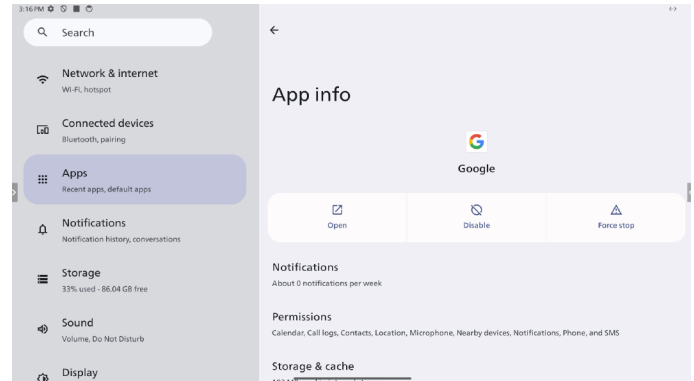 3:16 PM
Search
Network & internet
Wi-Fi, hotspot
Connected devices
Bluetooth, pairing
Apps
Recent apps, default apps
Notifications
Notification history, conversations
Storage
33% used - 86.04 GB free
Sound
Volume, Do Not Disturb
Display
App info
Google
Open
Disable
Force stop
Notifications
About 0 notifications per week
Permissions
Calendar, Call logs, Contacts, Location, Microphone, Nearby devices, Notifications, Phone, and SMS
Storage & cache